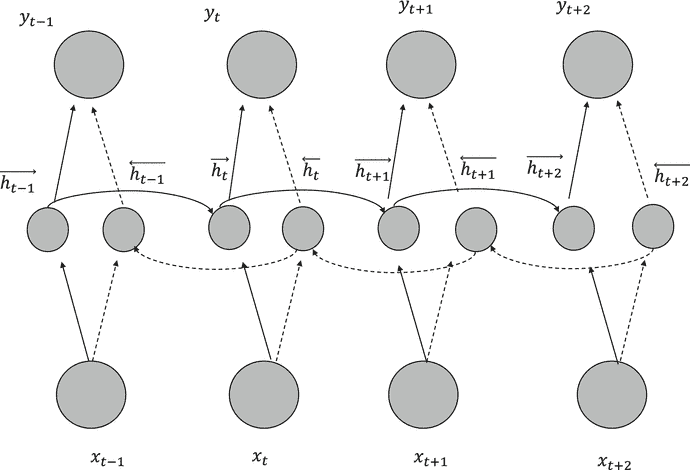 y_{t−1} y_t y_{t+1} y_{t+2}
\overrightarrow{h_{t−1}} \overleftarrow{h_{t−1}} \overrightarrow{h_t} \overleftarrow{h_t} \overrightarrow{h_{t+1}} \overleftarrow{h_{t+1}} \overrightarrow{h_{t+2}} \overleftarrow{h_{t+2}}
x_{t−1} x_t x_{t+1} x_{t+2}